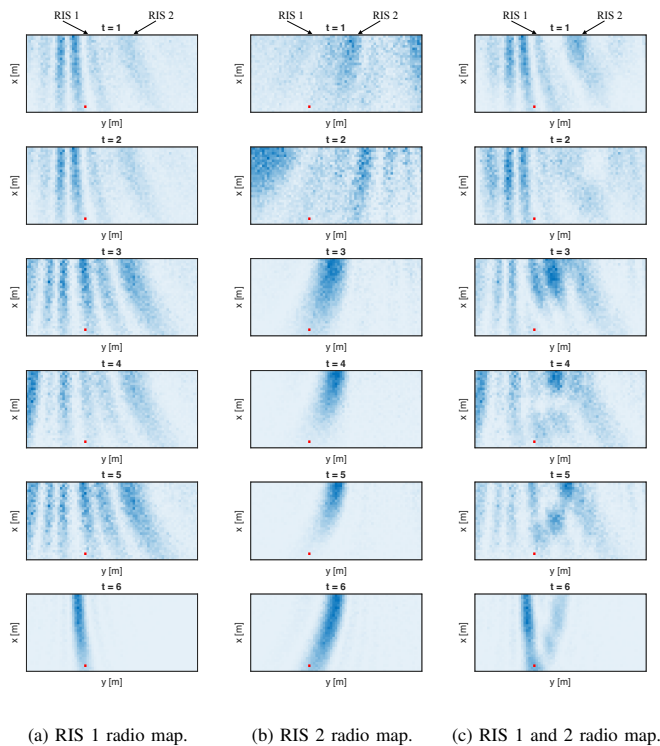 RIS 1 RIS 2 RIS 1 RIS 2 RIS 1 RIS 2
t = 1 t = 1 t = 1
x [m] x [m] x [m]
y [m] y [m] y [m]
t = 2 t = 2 t = 2
x [m] x [m] x [m]
y [m] y [m] y [m]
t = 3 t = 3 t = 3
x [m] x [m] x [m]
y [m] y [m] y [m]
t = 4 t = 4 t = 4
x [m] x [m] x [m]
y [m] y [m] y [m]
t = 5 t = 5 t = 5
x [m] x [m] x [m]
y [m] y [m] y [m]
t = 6 t = 6 t = 6
x [m] x [m] x [m]
y [m] y [m] y [m]
(a) RIS 1 radio map. (b) RIS 2 radio map. (c) RIS 1 and 2 radio map.